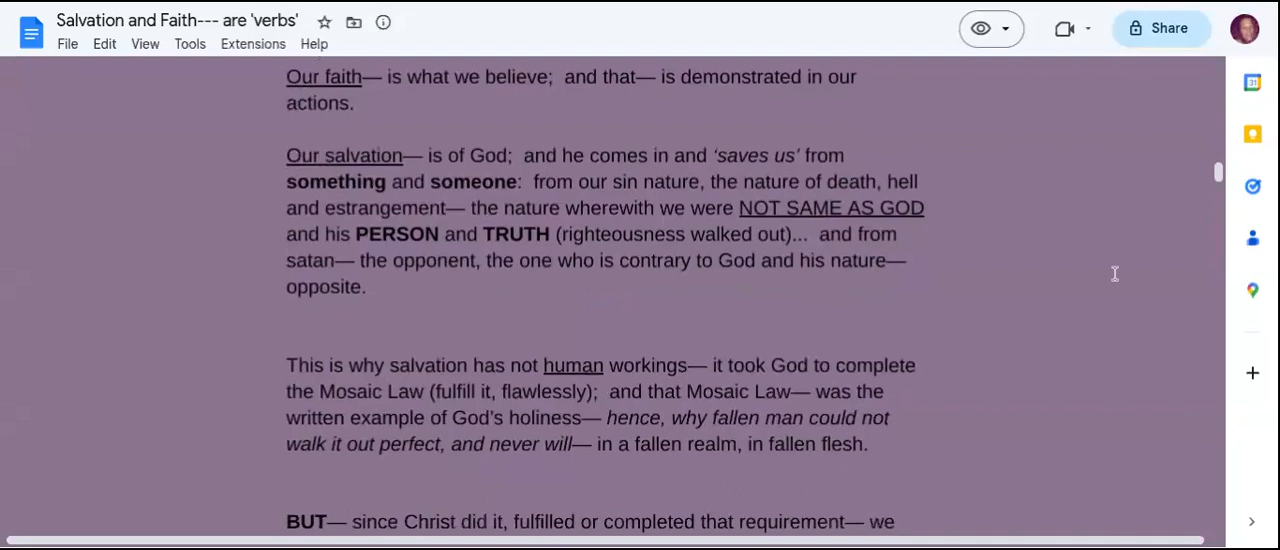 Salvation and Faith--- are 'verbs'
File Edit View Tools Extensions Help
Share
31
Our faith— is what we believe;  and that— is demonstrated in our
actions.
Our salvation— is of God;  and he comes in and ‘saves us’ from
something and someone:  from our sin nature, the nature of death, hell
and estrangement— the nature wherewith we were NOT SAME AS GOD
and his PERSON and TRUTH (righteousness walked out)...  and from
satan— the opponent, the one who is contrary to God and his nature—
opposite.
This is why salvation has not human workings— it took God to complete
the Mosaic Law (fulfill it, flawlessly);  and that Mosaic Law— was the
written example of God’s holiness— hence, why fallen man could not
walk it out perfect, and never will— in a fallen realm, in fallen flesh.
BUT— since Christ did it, fulfilled or completed that requirement— we